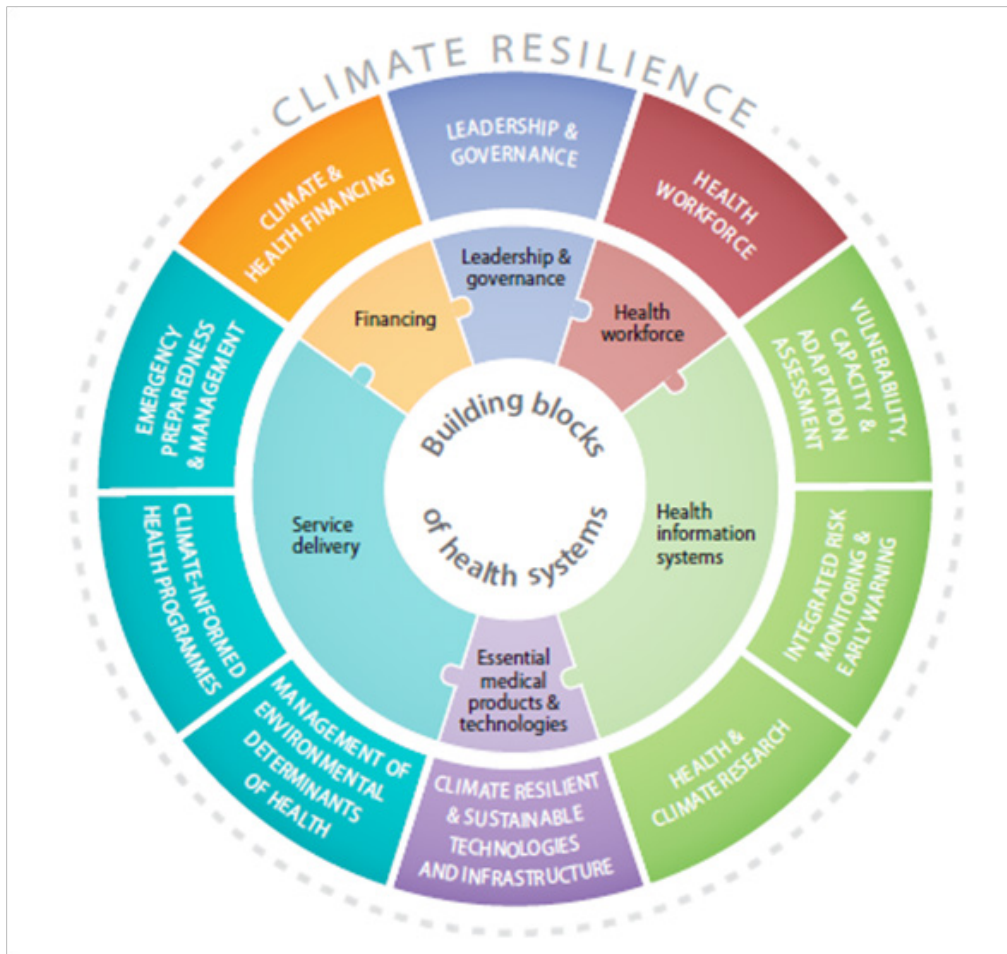 CLIMATE RESILIENCE
LEADERSHIP &
GOVERNANCE
HEALTH
WORKFORCE
VULNERABILITY,
CAPACITY &
ADAPTATION
ASSESSMENT
INTEGRATED RISK
MONITORING &
EARLY WARNING
HEALTH &
CLIMATE RESEARCH
CLIMATE RESILIENT
& SUSTAINABLE
TECHNOLOGIES
AND INFRASTRUCTURE
MANAGEMENT OF
ENVIRONMENTAL
DETERMINANTS
OF HEALTH
CLIMATE-INFORMED
HEALTH PROGRAMMES
EMERGENCY
PREPAREDNESS
& MANAGEMENT
CLIMATE &
HEALTH FINANCING
Leadership &
governance
Health
workforce
Health
information
systems
Essential
medical
products &
technologies
Service
delivery
Financing
Building blocks
of health systems